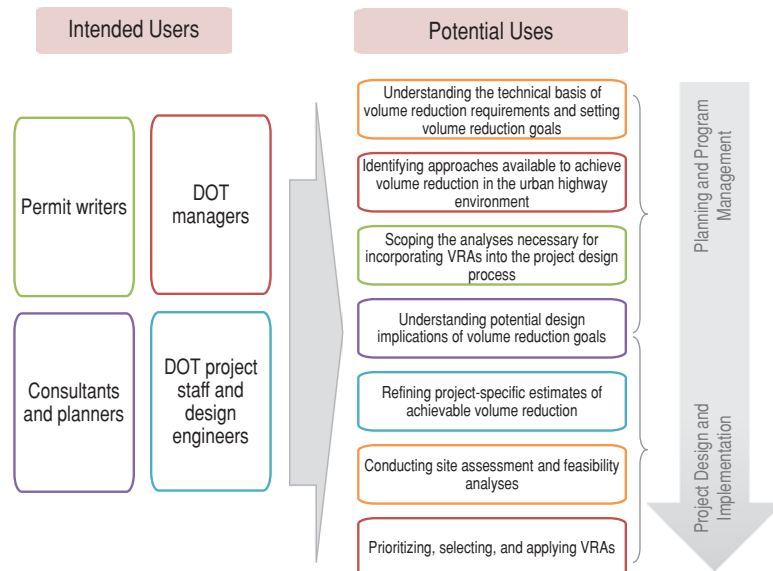 Intended Users
Potential Uses
Permit writers
DOT
managers
Consultants
and planners
DOT project
staff and
design
engineers
Understanding the technical basis of
volume reduction requirements and setting
volume reduction goals
Identifying approaches available to achieve
volume reduction in the urban highway
environment
Scoping the analyses necessary for
incorporating VRAs into the project design
process
Understanding potential design
implications of volume reduction goals
Refining project-specific estimates of
achievable volume reduction
Conducting site assessment and feasibility
analyses
Prioritizing, selecting, and applying VRAs
Planning and Program
Management
Project Design and
Implementation